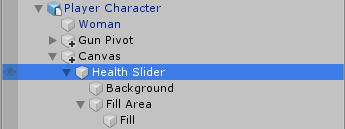 Player Character
Woman
Gun Pivot
Canvas
Health Slider
Background
Fill Area
Fill